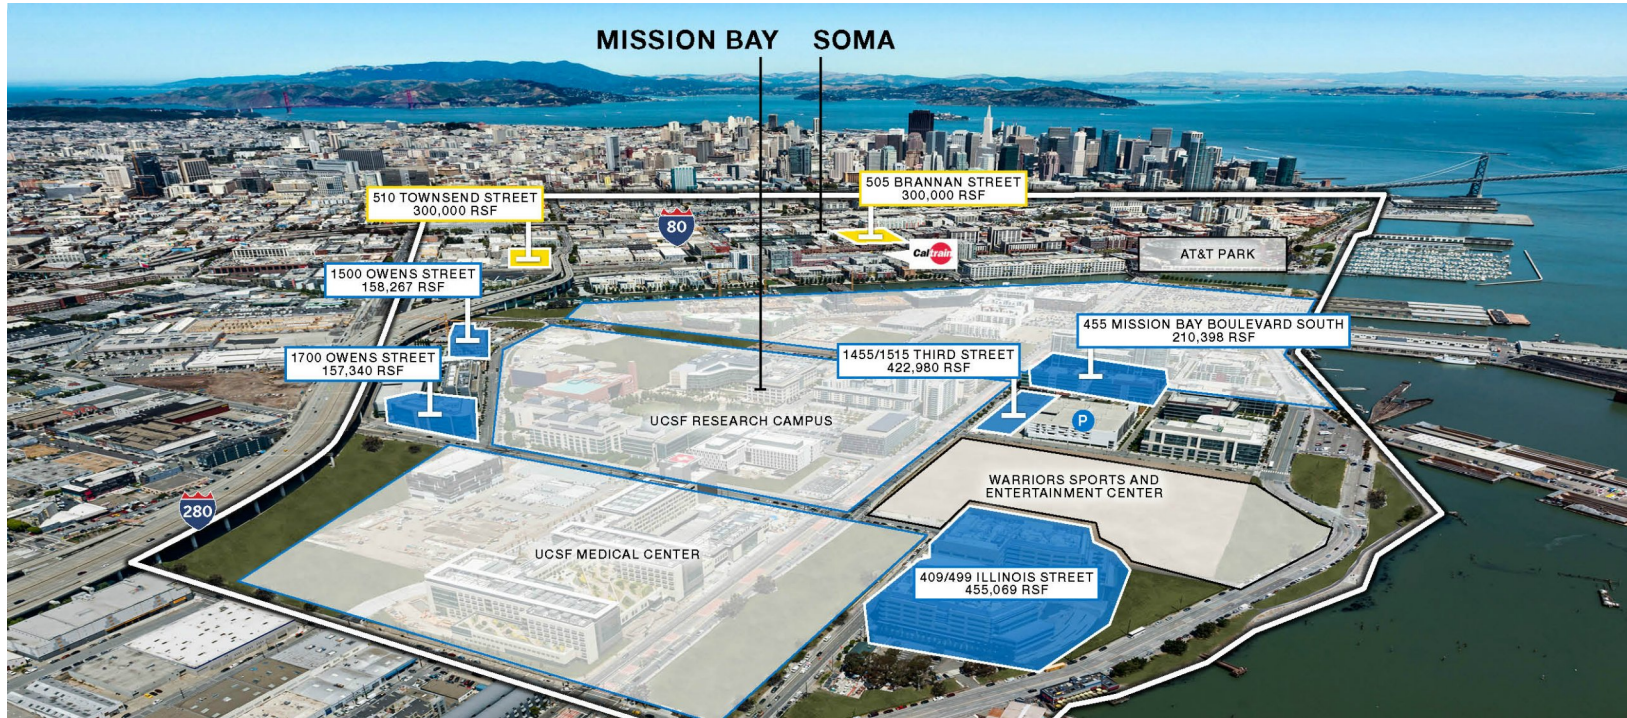 MISSION BAY
SOMA
510 TOWNSEND STREET
300,000 RSF
505 BRANNAN STREET
300,000 RSF
80
Caltrain
AT&T PARK
1500 OWENS STREET
158,267 RSF
1700 OWENS STREET
157,340 RSF
1455/1515 THIRD STREET
422,980 RSF
455 MISSION BAY BOULEVARD SOUTH
210,398 RSF
UCSF RESEARCH CAMPUS
P
WARRIORS SPORTS AND
ENTERTAINMENT CENTER
280
UCSF MEDICAL CENTER
409/499 ILLINOIS STREET
455,069 RSF